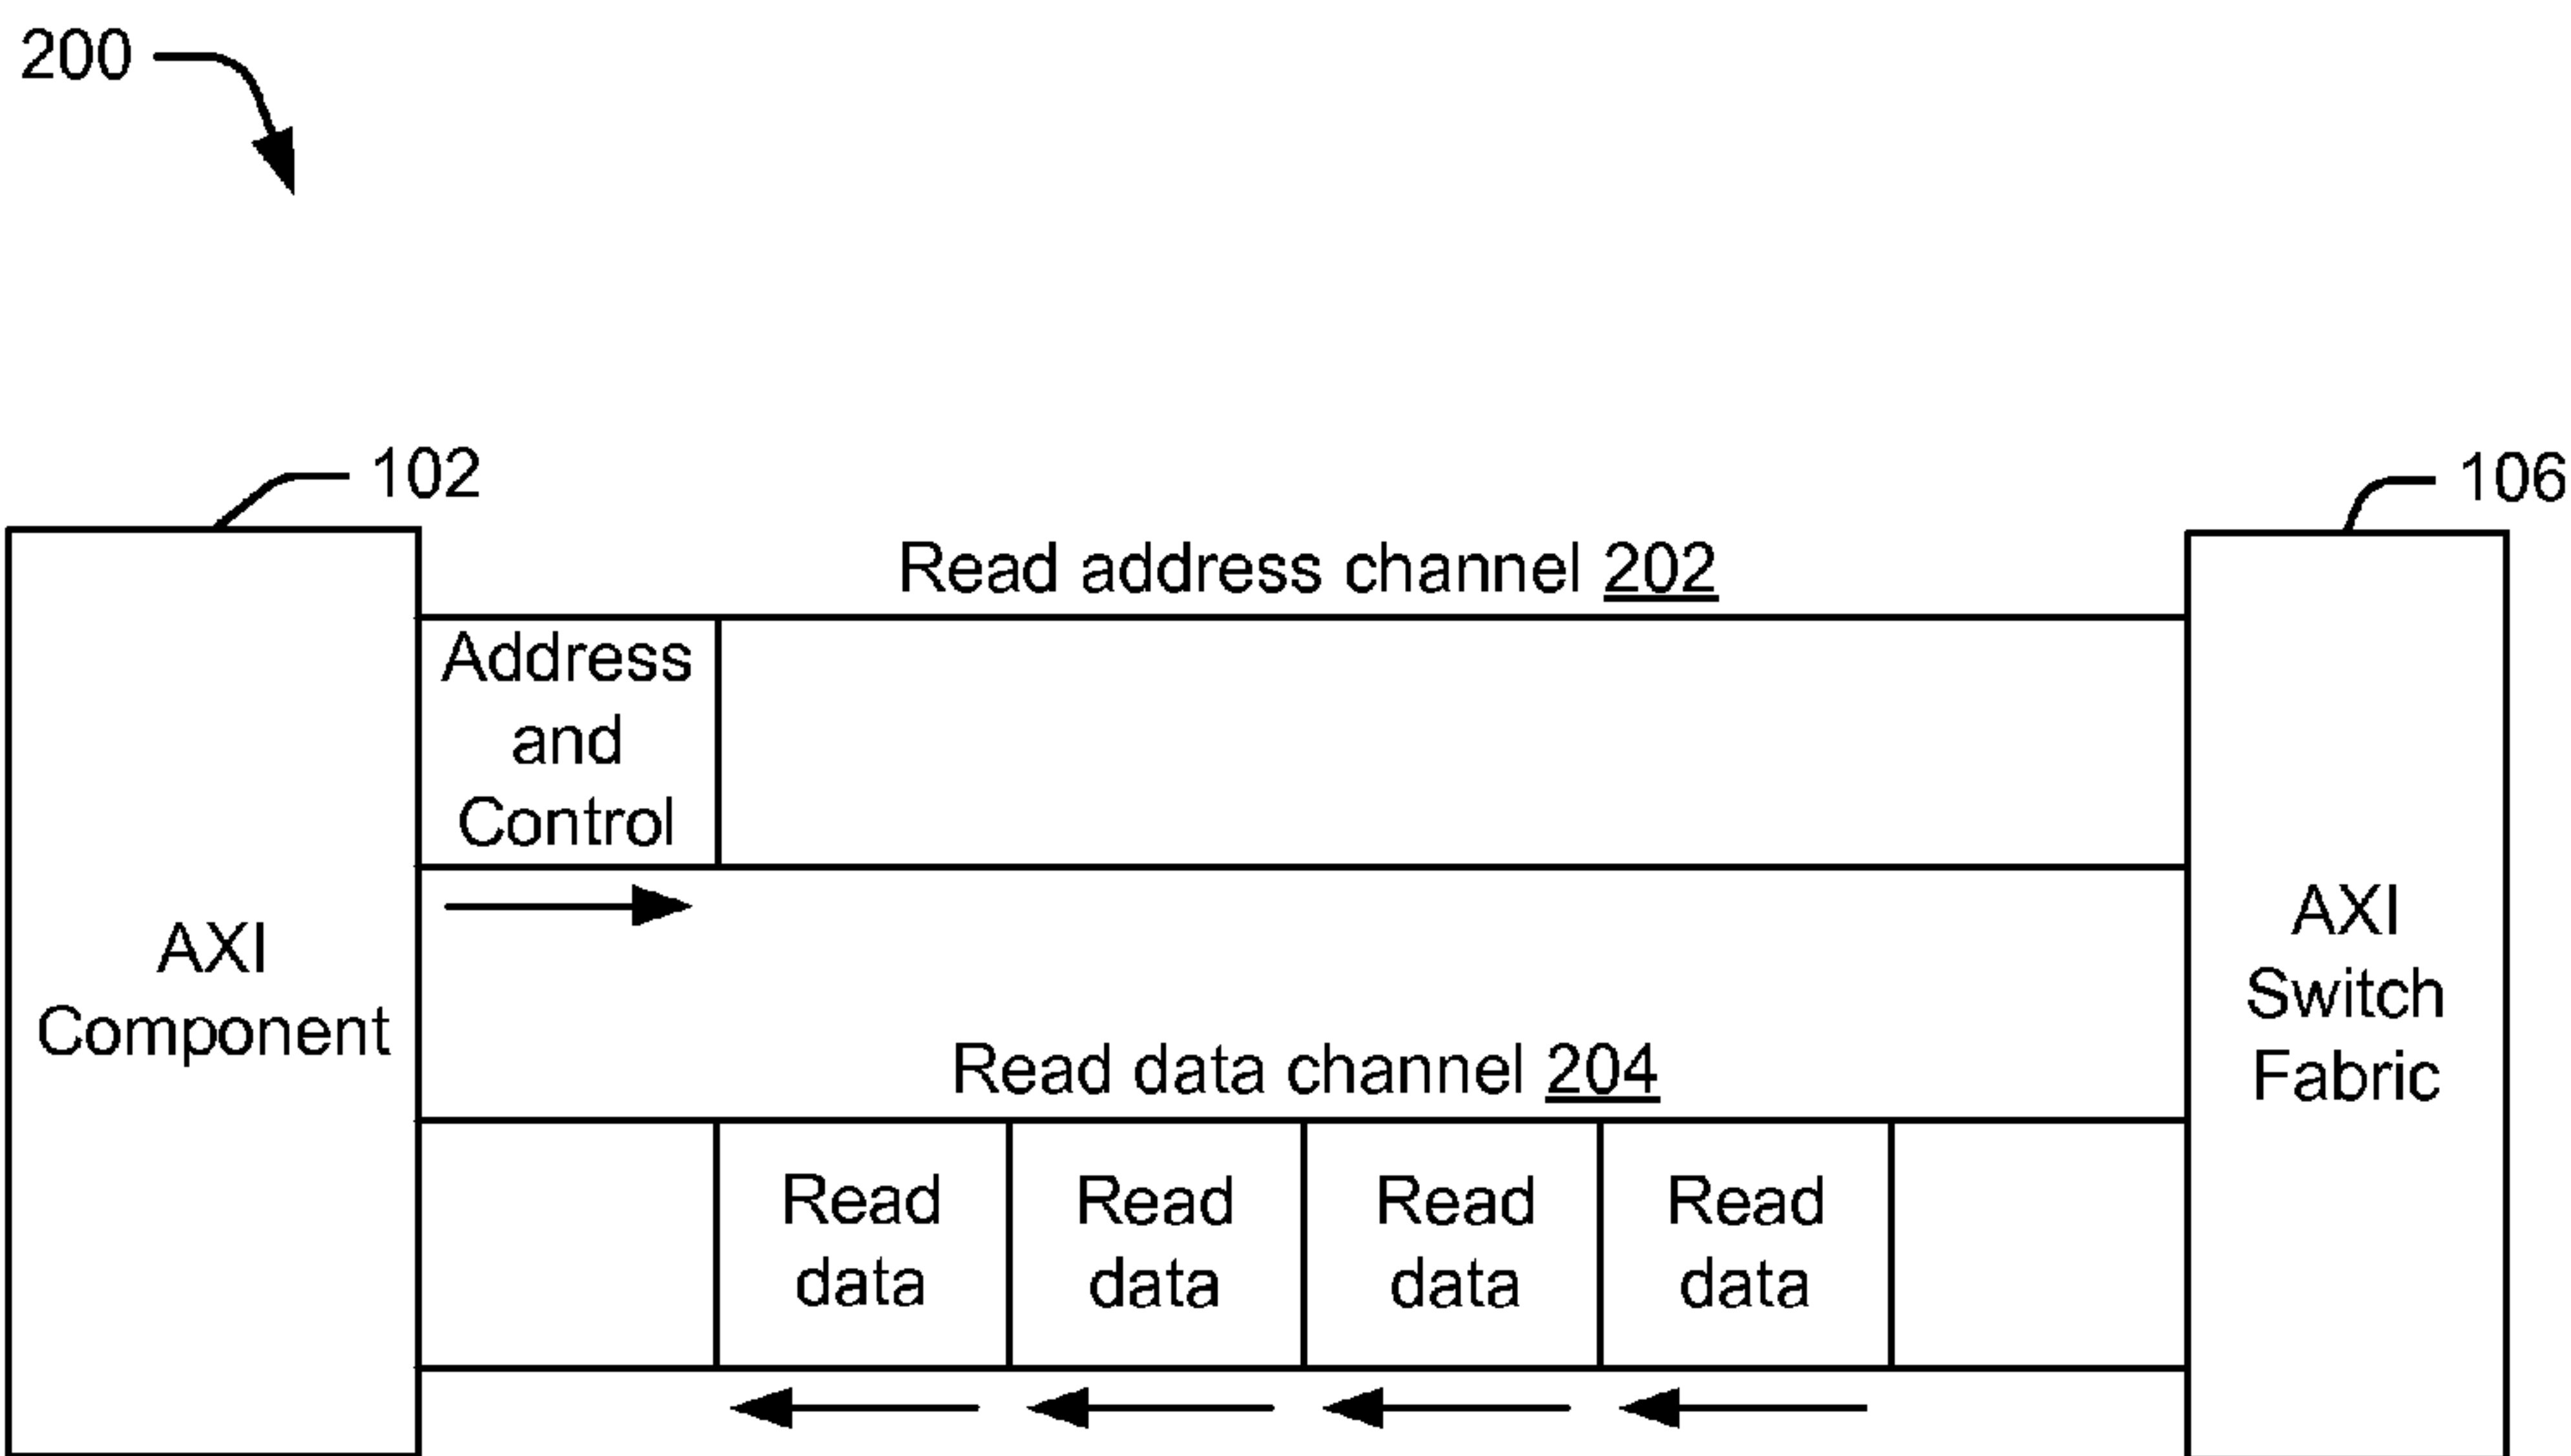 200
102
106
Read address channel 202
Address
and
Control
AXI
Component
AXI
Switch
Fabric
Read data channel 204
Read
data
Read
data
Read
data
Read
data